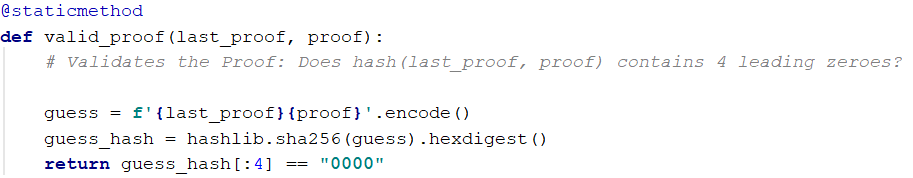 @staticmethod
def valid_proof(last_proof, proof):
# Validates the Proof: Does hash(last_proof, proof) contains 4 leading zeroes?
guess = f'{last_proof}{proof}'.encode()
guess_hash = hashlib.sha256(guess).hexdigest()
return guess_hash[:4] == "0000"